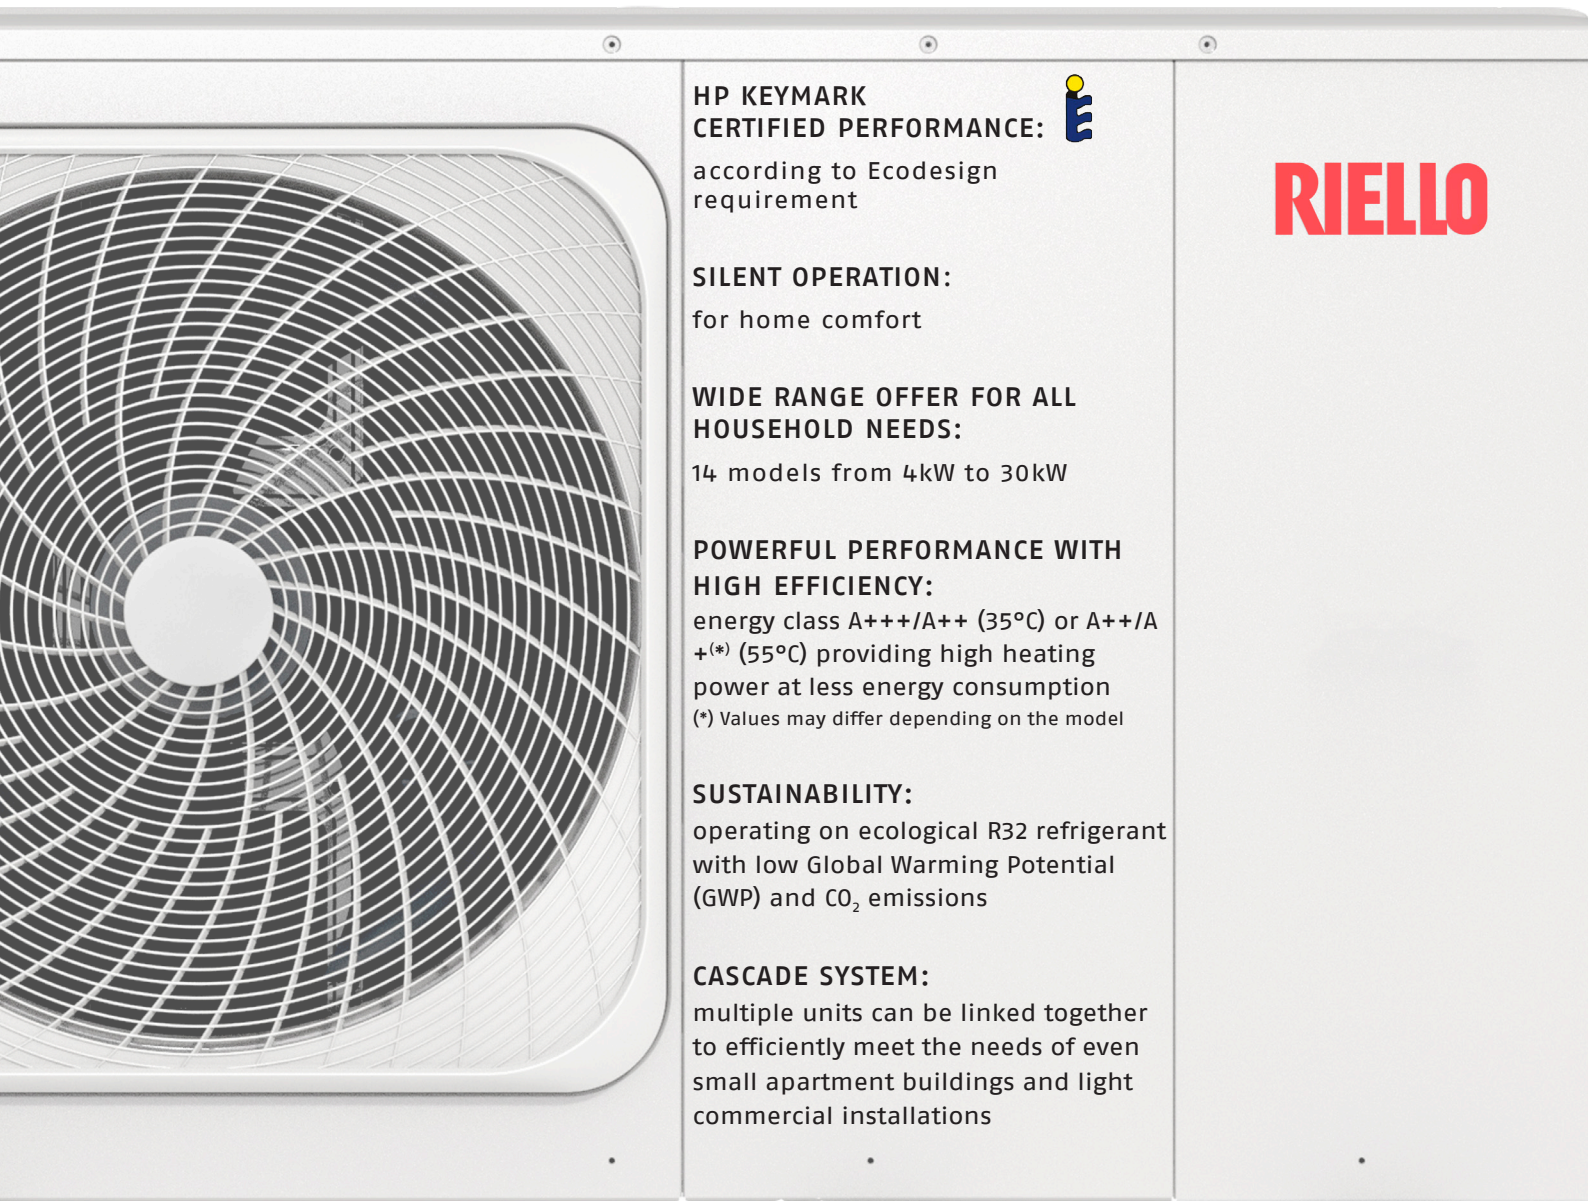 HP KEYMARK
CERTIFIED PERFORMANCE:
according to Ecodesign
requirement
SILENT OPERATION:
for home comfort
WIDE RANGE OFFER FOR ALL
HOUSEHOLD NEEDS:
14 models from 4kW to 30kW
POWERFUL PERFORMANCE WITH
HIGH EFFICIENCY:
energy class A+++/A++ (35°C) or A++/A
+(*) (55°C) providing high heating
power at less energy consumption
(*) Values may differ depending on the model
SUSTAINABILITY:
operating on ecological R32 refrigerant
with low Global Warming Potential
(GWP) and CO₂ emissions
CASCADE SYSTEM:
multiple units can be linked together
to efficiently meet the needs of even
small apartment buildings and light
commercial installations
RIELLO